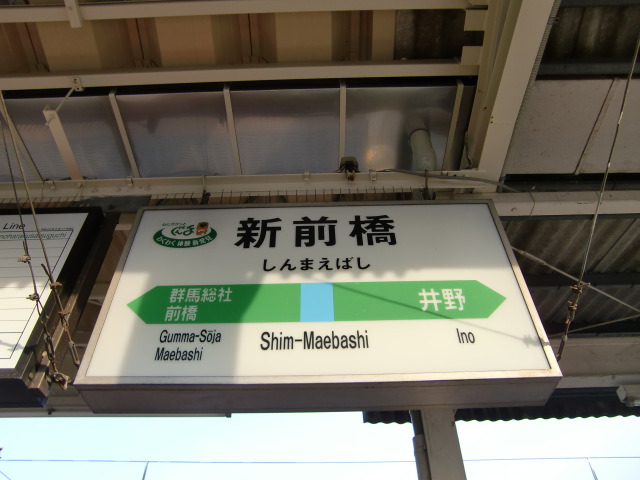 Line
新前橋
しんまえばし
群馬総社
前橋
井野
Gumma-Sōja
Maebashi
Shim-Maebashi
Ino